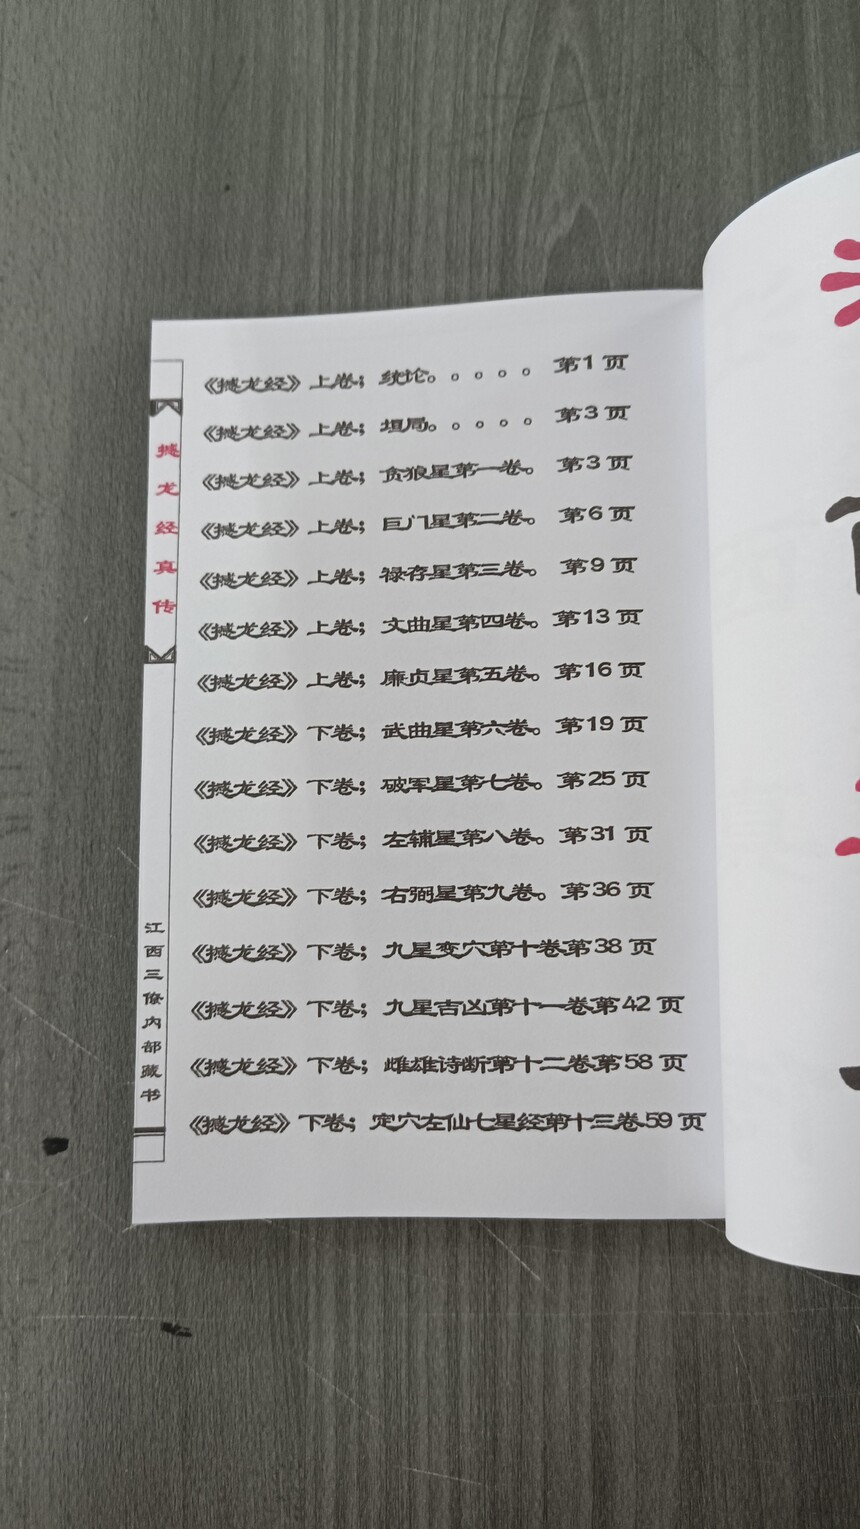 《撼龙经》上卷；统论。。。。。 第1页
《撼龙经》上卷；垣局。。。。。 第3页
《撼龙经》上卷；贪狼星第一卷。 第3页
《撼龙经》上卷；巨门星第二卷。 第6页
《撼龙经》上卷；禄存星第三卷。 第9页
《撼龙经》上卷；文曲星第四卷。第13页
《撼龙经》上卷；廉贞星第五卷。第16页
《撼龙经》下卷；武曲星第六卷。第19页
《撼龙经》下卷；破军星第七卷。第25页
《撼龙经》下卷；左辅星第八卷。第31页
《撼龙经》下卷；右弼星第九卷。第36页
《撼龙经》下卷；九星变穴第十卷第38页
《撼龙经》下卷；九星吉凶第十一卷第42页
《撼龙经》下卷；雌雄诗断第十二卷第58页
《撼龙经》下卷；定穴左仙七星经第十三卷59页
撼龙经真传
江西三僚内部藏书